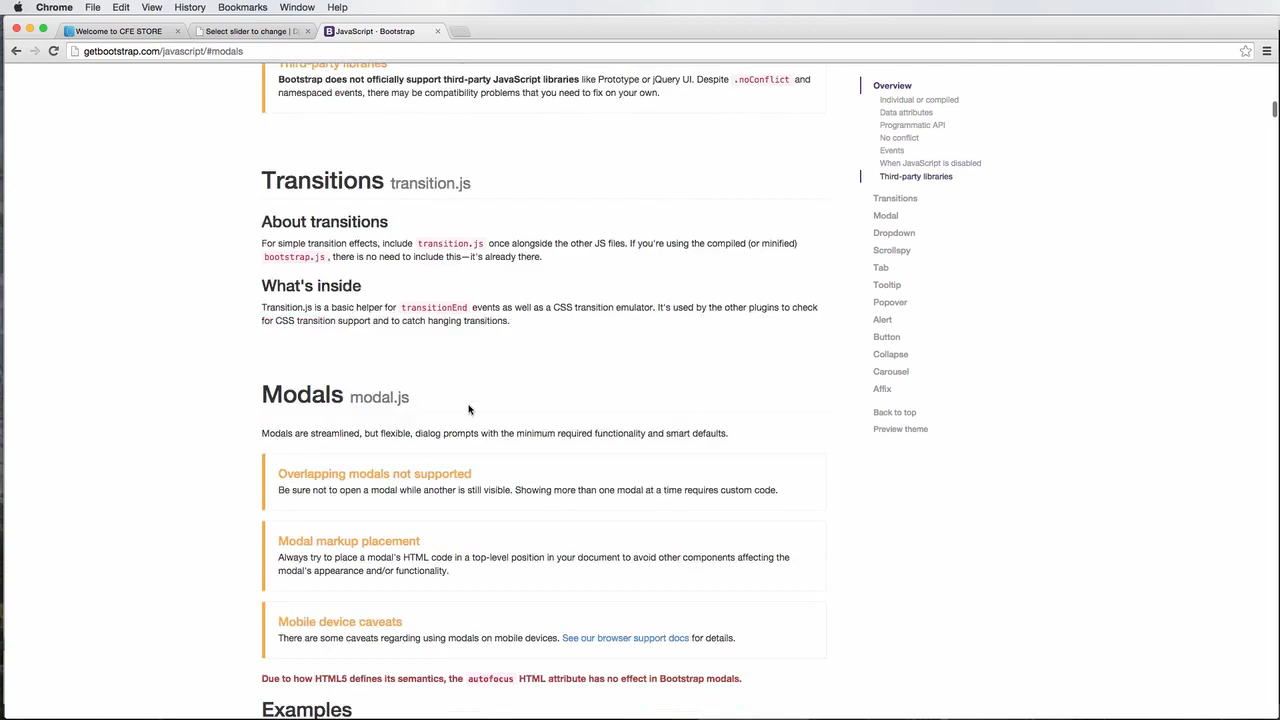 Chrome File Edit View History Bookmarks Window Help
Welcome to CFE STORE
Select slider to change | D
JavaScript · Bootstrap
getbootstrap.com/javascript/#modals
Third-party libraries
Bootstrap does not officially support third-party JavaScript libraries like Prototype or jQuery UI. Despite .noConflict and
namespaced events, there may be compatibility problems that you need to fix on your own.
Transitions transition.js
About transitions
For simple transition effects, include transition.js once alongside the other JS files. If you're using the compiled (or minified)
bootstrap.js, there is no need to include this—it's already there.
What's inside
Transition.js is a basic helper for transitionEnd events as well as a CSS transition emulator. It's used by the other plugins to check
for CSS transition support and to catch hanging transitions.
Modals modal.js
Modals are streamlined, but flexible, dialog prompts with the minimum required functionality and smart defaults.
Overlapping modals not supported
Be sure not to open a modal while another is still visible. Showing more than one modal at a time requires custom code.
Modal markup placement
Always try to place a modal's HTML code in a top-level position in your document to avoid other components affecting the
modal's appearance and/or functionality.
Mobile device caveats
There are some caveats regarding using modals on mobile devices. See our browser support docs for details.
Due to how HTML5 defines its semantics, the autofocus HTML attribute has no effect in Bootstrap modals.
Examples
Overview
Individual or compiled
Data attributes
Programmatic API
No conflict
Events
When JavaScript is disabled
Third-party libraries
Transitions
Modal
Dropdown
Scrollspy
Tab
Tooltip
Popover
Alert
Button
Collapse
Carousel
Affix
Back to top
Preview theme